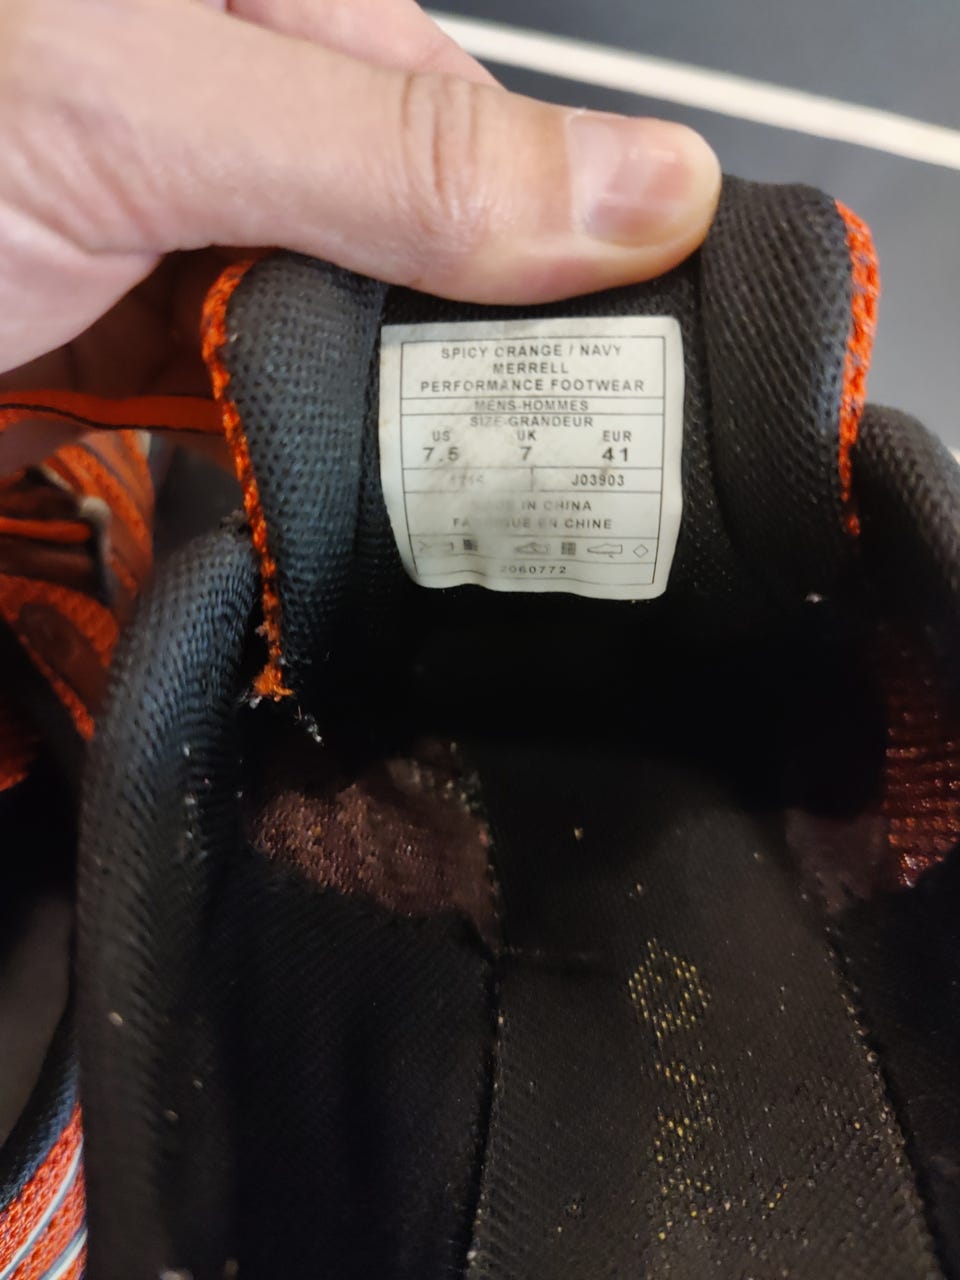 SPICY ORANGE / NAVY
MERRELL
PERFORMANCE FOOTWEAR
MENS-HOMMES
SIZE-GRANDEUR
US UK EUR
7.5 7 41
J03903
IN CHINA
EN CHINE
2060772